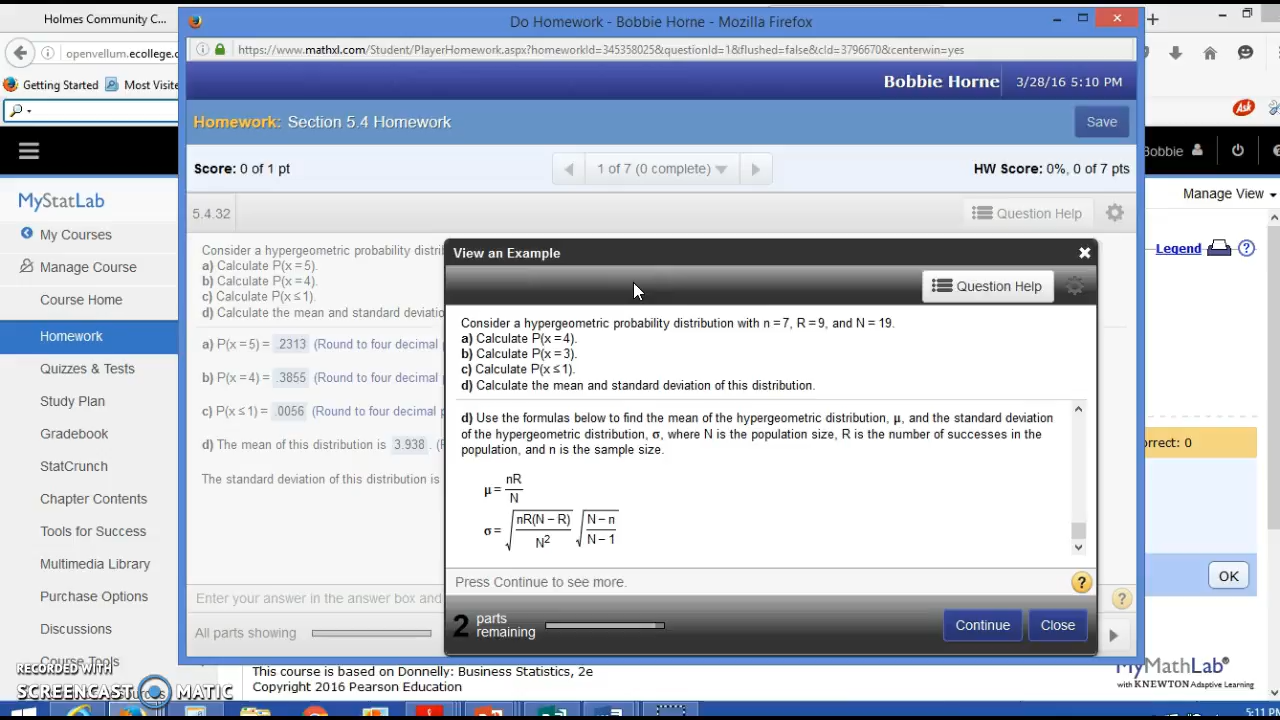 Holmes Community C...
Do Homework - Bobbie Horne - Mozilla Firefox
openvellum.ecollege.c
https://www.mathxl.com/Student/PlayerHomework.aspx?homeworkId=345358025&questionId=1&flushed=false&cId=3796670&centerwin=yes
Getting Started
Most Visite
Bobbie Horne
3/28/16 5:10 PM
Ask
Homework: Section 5.4 Homework
Save
Bobbie
Score: 0 of 1 pt
1 of 7 (0 complete)
HW Score: 0%, 0 of 7 pts
MyStatLab
Manage View
5.4.32
Question Help
My Courses
Manage Course
Course Home
Homework
Quizzes & Tests
Study Plan
Gradebook
StatCrunch
Chapter Contents
Tools for Success
Multimedia Library
Purchase Options
Discussions
Course Tools
Legend
Consider a hypergeometric probability distrib
a) Calculate P(x = 5).
b) Calculate P(x = 4).
c) Calculate P(x ≤ 1).
d) Calculate the mean and standard deviatio
a) P(x = 5) = .2313 (Round to four decimal p
b) P(x = 4) = .3855 (Round to four decimal p
c) P(x ≤ 1) = .0056 (Round to four decimal p
d) The mean of this distribution is 3.938. (R
The standard deviation of this distribution is
Enter your answer in the answer box and
All parts showing
View an Example
Question Help
Consider a hypergeometric probability distribution with n = 7, R = 9, and N = 19.
a) Calculate P(x = 4).
b) Calculate P(x = 3).
c) Calculate P(x ≤ 1).
d) Calculate the mean and standard deviation of this distribution.
d) Use the formulas below to find the mean of the hypergeometric distribution, μ, and the standard deviation
of the hypergeometric distribution, σ, where N is the population size, R is the number of successes in the
population, and n is the sample size.
μ = nR / N
σ = √(nR(N − R) / N²) √(N − n / N − 1)
Press Continue to see more.
?
2 parts
remaining
Continue
Close
?
orrect: 0
OK
This course is based on Donnelly: Business Statistics, 2e
Copyright 2016 Pearson Education
MyMathLab®
with KNEWTON Adaptive Learning
RECORDED WITH
SCREENCAST MATIC
5:11 PM